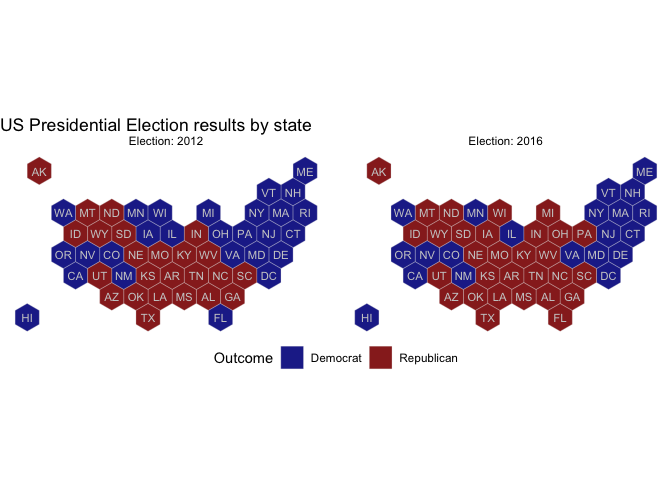 US Presidential Election results by state
Election: 2012
AK ME
VT NH
WA MT ND MN WI MI NY MA RI
ID WY SD IA IL IN OH PA NJ CT
OR NV CO NE MO KY WV VA MD DE
CA UT NM KS AR TN NC SC DC
AZ OK LA MS AL GA
HI TX FL
Election: 2016
AK ME
VT NH
WA MT ND MN WI MI NY MA RI
ID WY SD IA IL IN OH PA NJ CT
OR NV CO NE MO KY WV VA MD DE
CA UT NM KS AR TN NC SC DC
AZ OK LA MS AL GA
HI TX FL
Outcome Democrat Republican